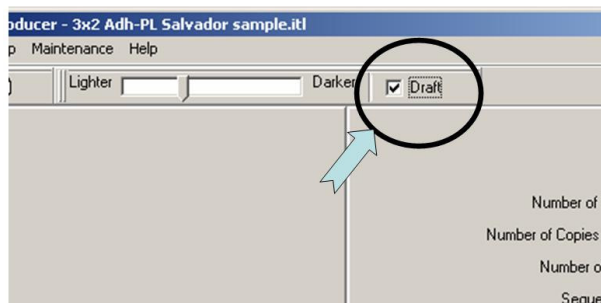 oducer - 3x2 Adh-PL Salvador sample.itl
p Maintenance Help
Lighter Darker Draft
Number of
Number of Copies
Number o
Seque